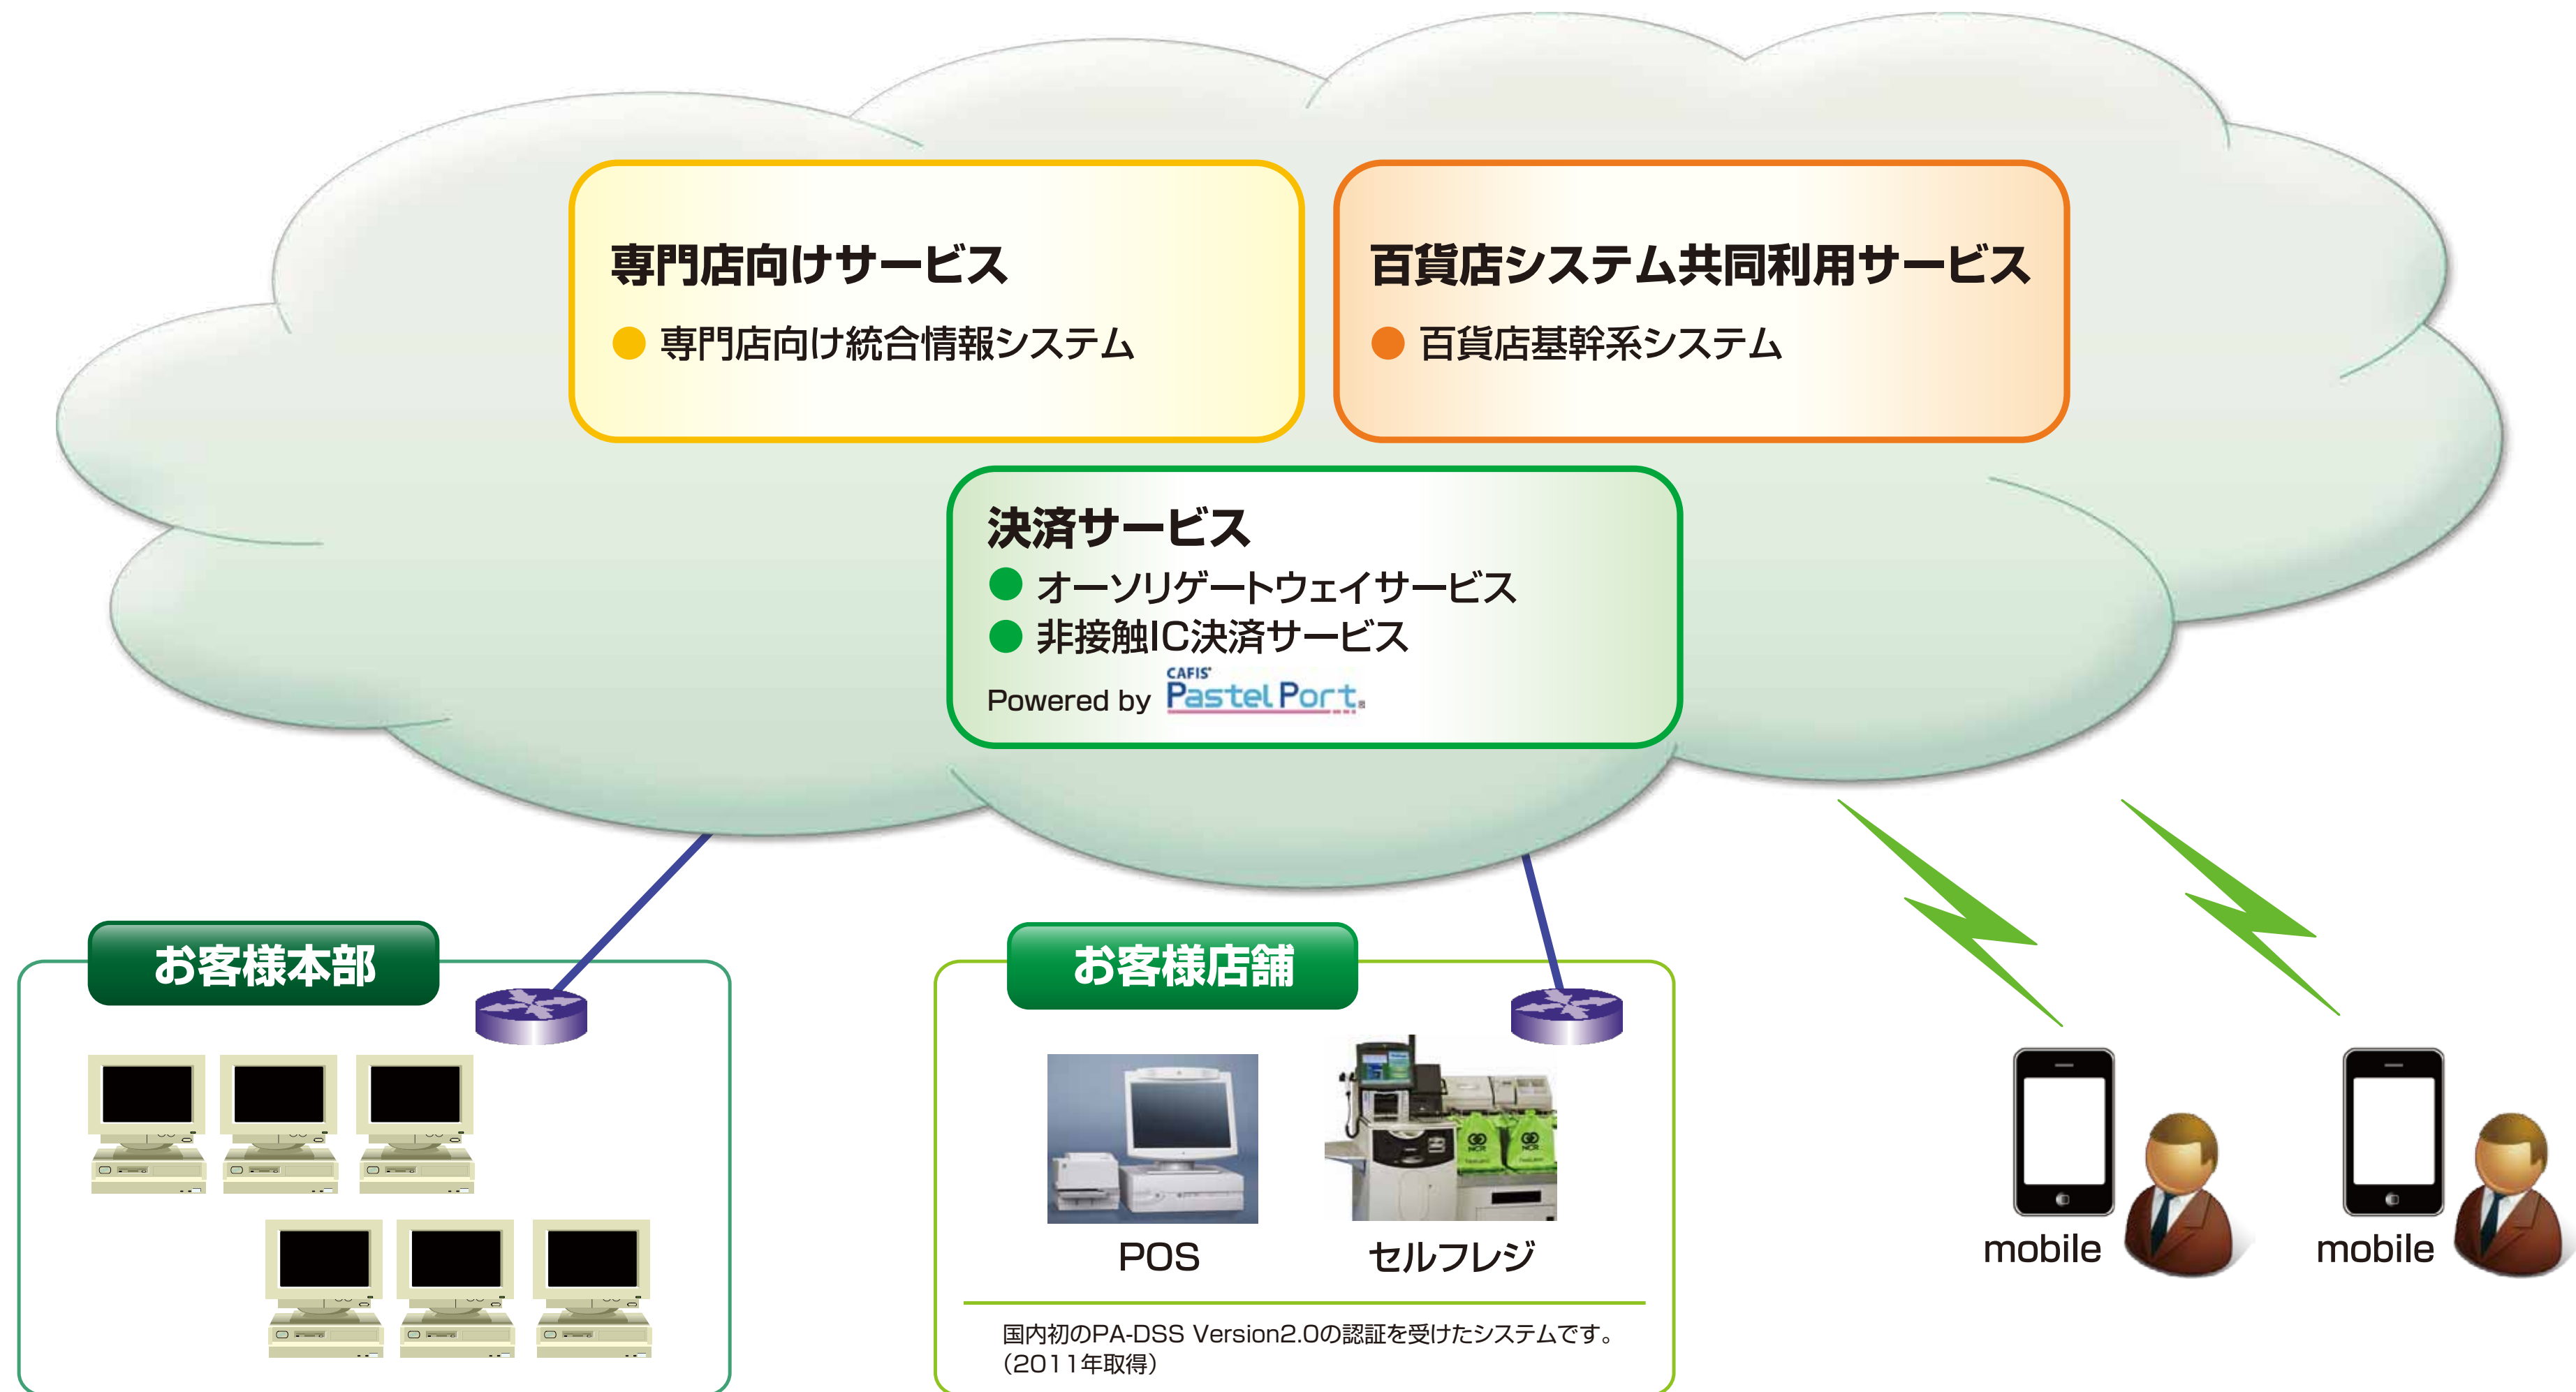 専門店向けサービス
● 専門店向け統合情報システム
百貨店システム共同利用サービス
● 百貨店基幹系システム
決済サービス
● オーソリゲートウェイサービス
● 非接触IC決済サービス
Powered by CAFIS® PastelPort®
お客様本部
お客様店舗
NCR
NCR
POS
セルフレジ
mobile
mobile
国内初のPA-DSS Version2.0の認証を受けたシステムです。
（2011年取得）